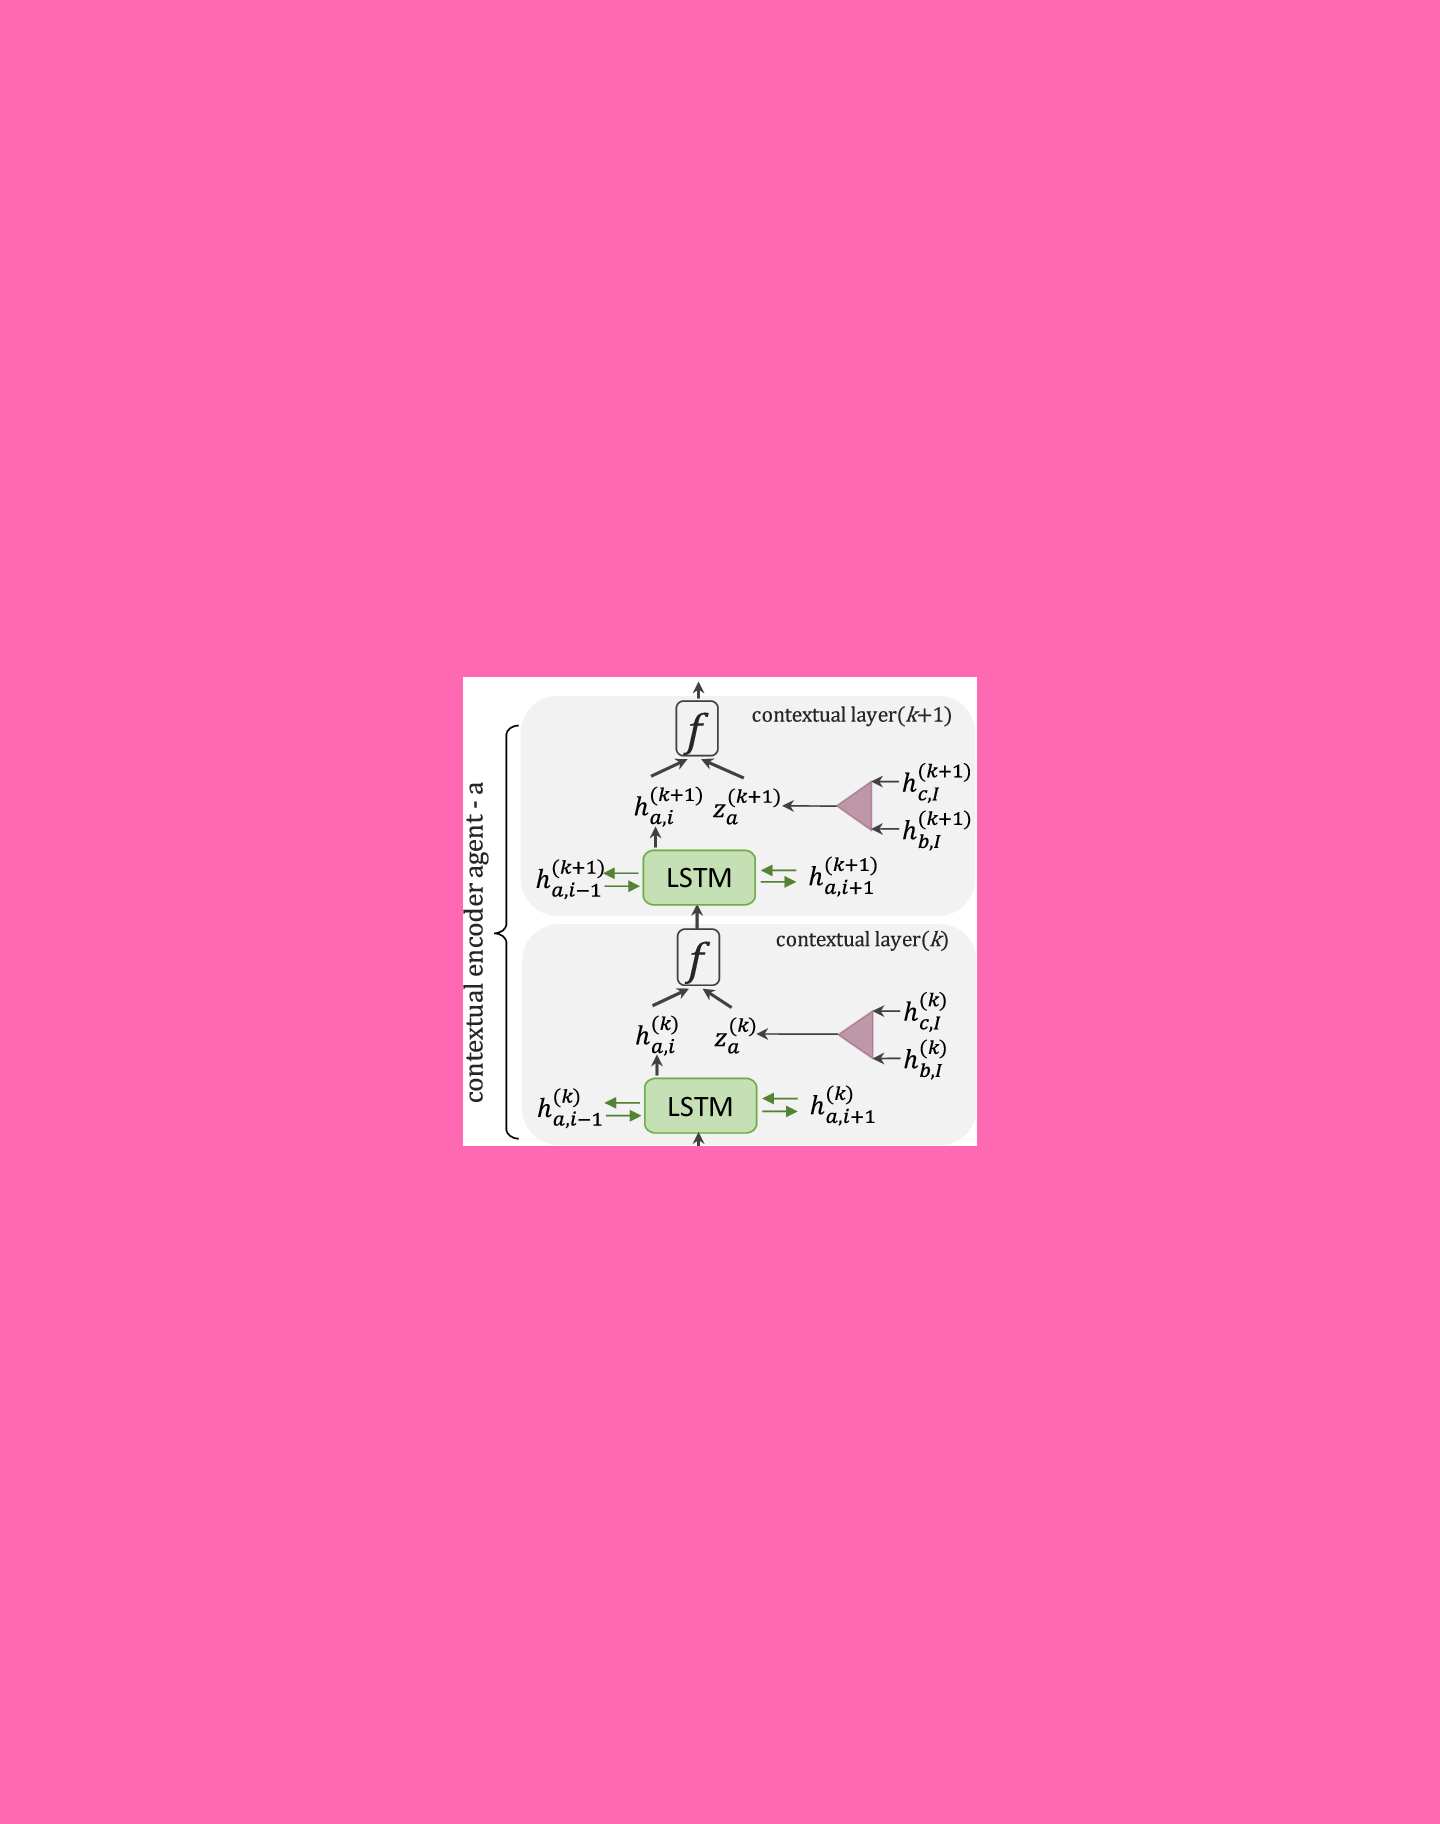 contextual encoder agent - a
contextual layer(k+1)
f
h_{a,i}^{(k+1)} z_a^{(k+1)}
h_{c,I}^{(k+1)}
h_{b,I}^{(k+1)}
h_{a,i−1}^{(k+1)} LSTM h_{a,i+1}^{(k+1)}
contextual layer(k)
f
h_{a,i}^{(k)} z_a^{(k)}
h_{c,I}^{(k)}
h_{b,I}^{(k)}
h_{a,i−1}^{(k)} LSTM h_{a,i+1}^{(k)}